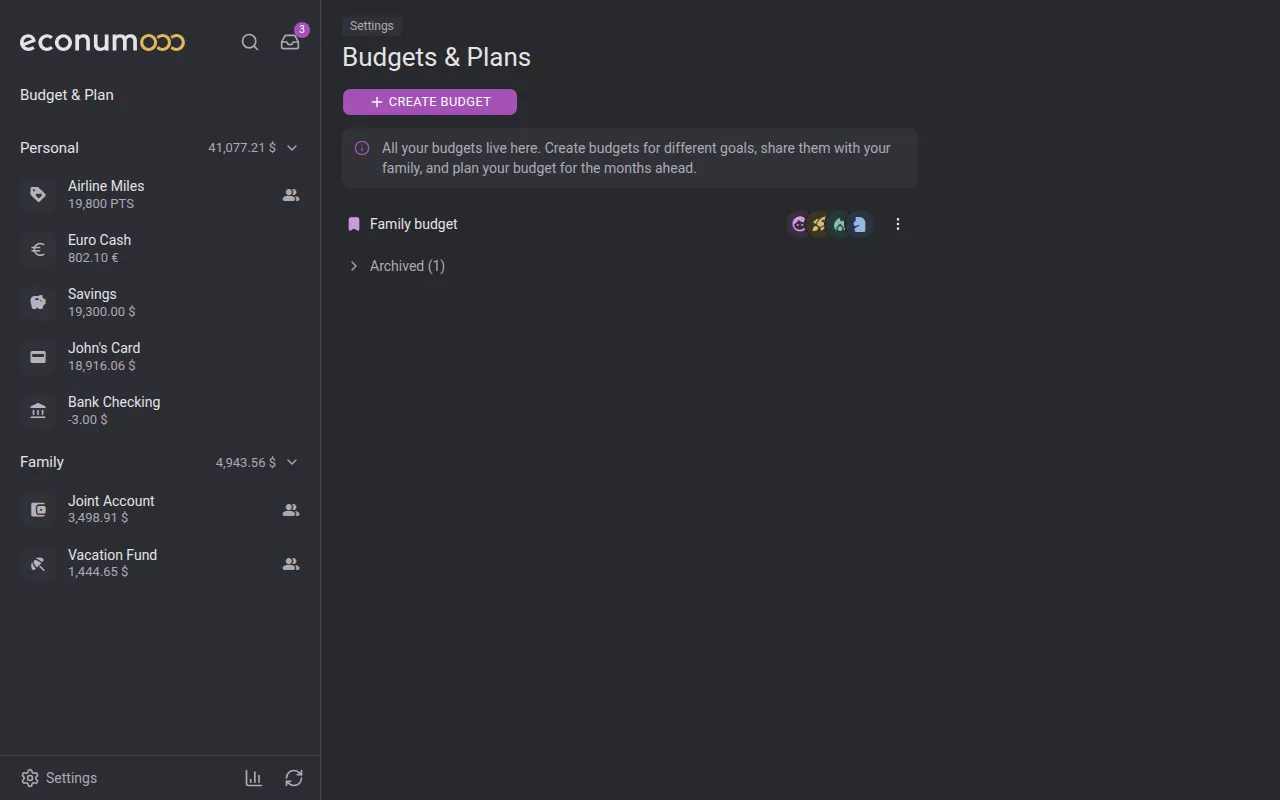 econumo
3
Budget & Plan
Personal 41,077.21 $
Airline Miles
19,800 PTS
Euro Cash
802.10 €
Savings
19,300.00 $
John's Card
18,916.06 $
Bank Checking
-3.00 $
Family 4,943.56 $
Joint Account
3,498.91 $
Vacation Fund
1,444.65 $
Settings
Settings
Budgets & Plans
CREATE BUDGET
All your budgets live here. Create budgets for different goals, share them with your
family, and plan your budget for the months ahead.
Family budget
Archived (1)